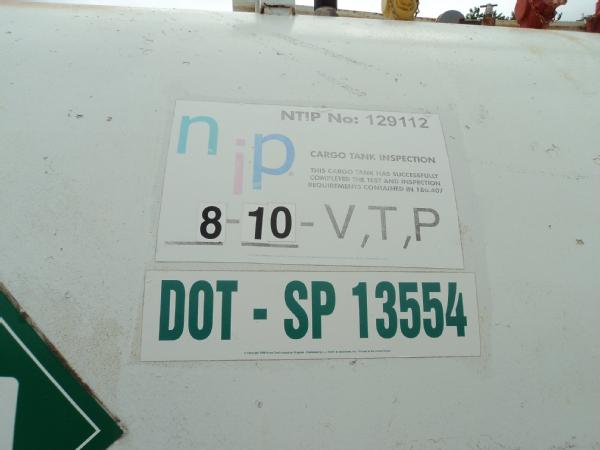 NTIP No: 129112
ntip
CARGO TANK INSPECTION
THIS CARGO TANK HAS SUCCESSFULLY
COMPLETED THE TEST AND INSPECTION
REQUIREMENTS CONTAINED IN 180.407
8-10-V,T,P
DOT - SP 13554